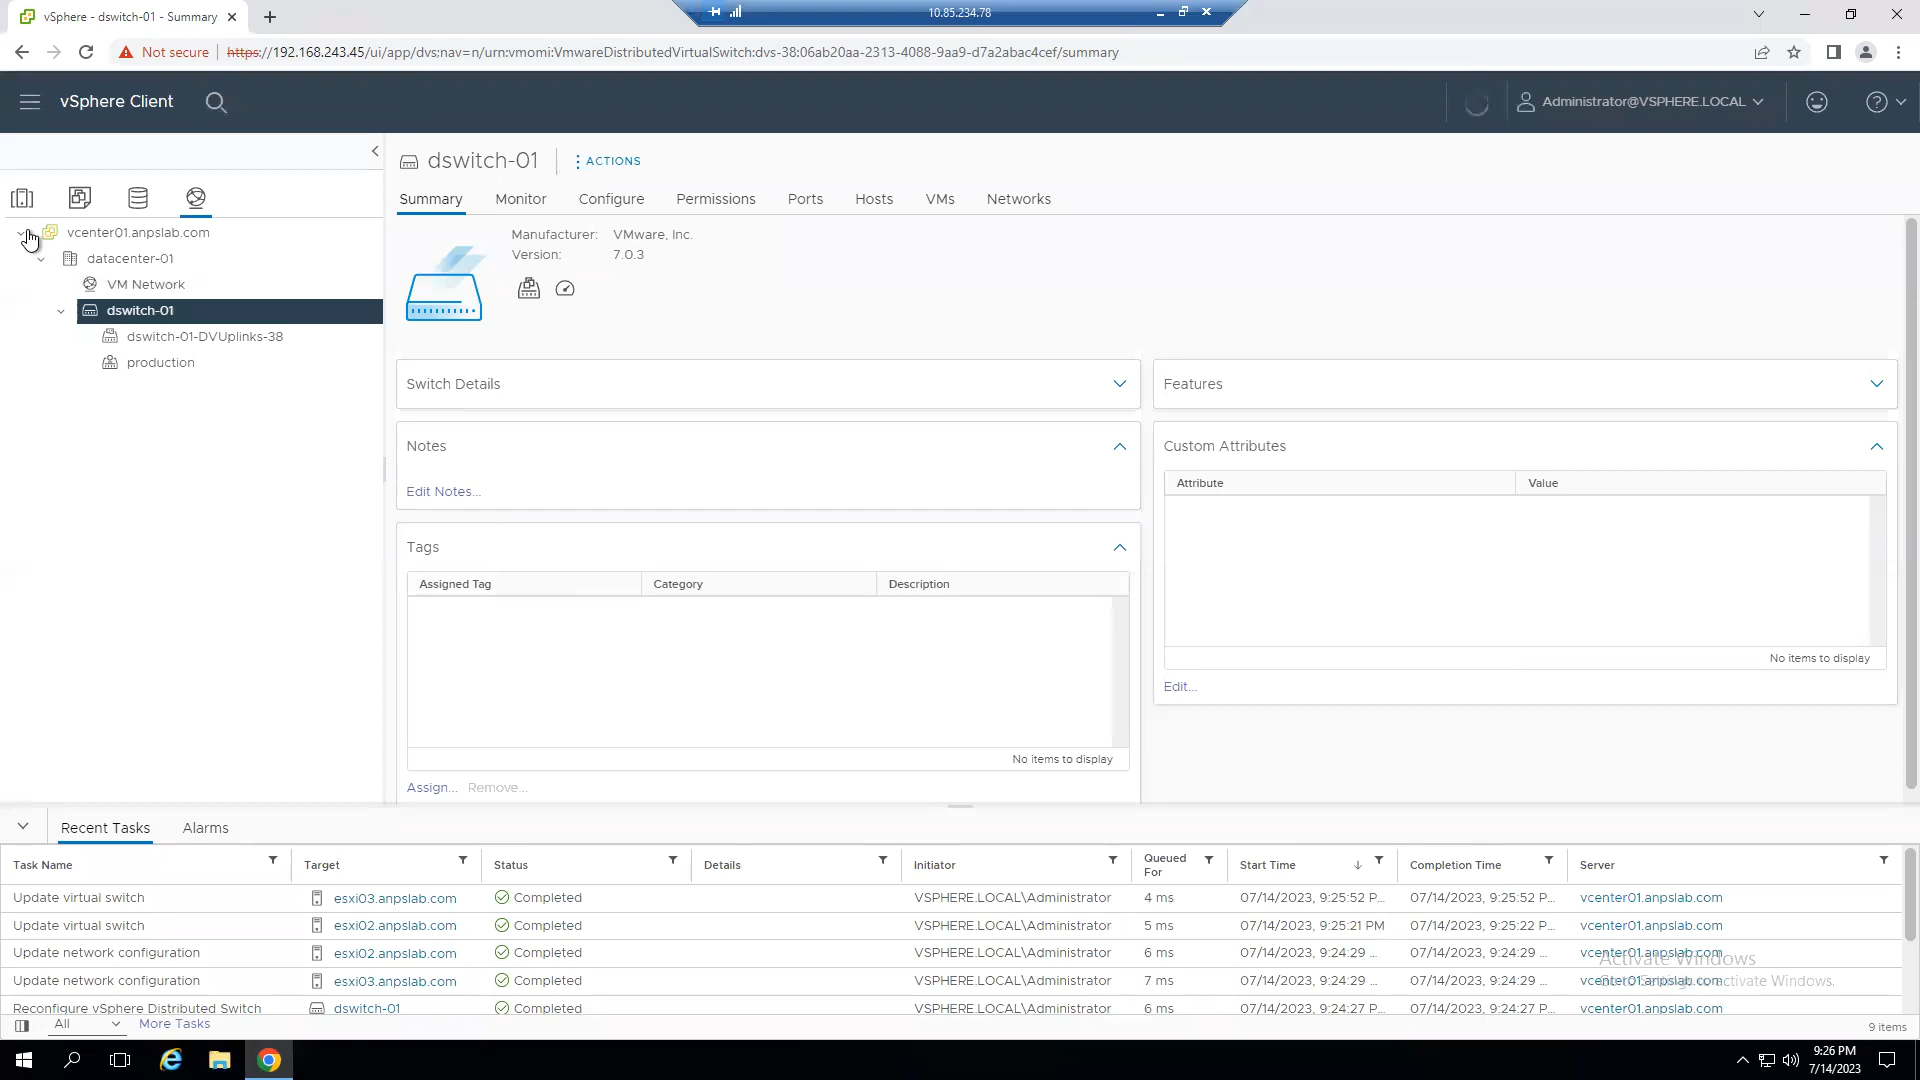 vSphere - dswitch-01 - Summary
10.85.234.78
Not secure
https://192.168.243.45/ui/app/dvs;nav=n/urn:vmomi:VmwareDistributedVirtualSwitch:dvs-38:06ab20aa-2313-4088-9aa9-d7a2abac4cef/summary
vSphere Client
Administrator@VSPHERE.LOCAL
dswitch-01
ACTIONS
Summary Monitor Configure Permissions Ports Hosts VMs Networks
vcenter01.anpslab.com
datacenter-01
VM Network
dswitch-01
dswitch-01-DVUplinks-38
production
Manufacturer: VMware, Inc.
Version: 7.0.3
Switch Details
Features
Notes
Edit Notes...
Custom Attributes
Attribute Value
No items to display
Edit...
Tags
Assigned Tag Category Description
No items to display
Assign... Remove...
Recent Tasks Alarms
Task Name Target Status Details Initiator Queued For Start Time Completion Time Server
Update virtual switch esxi03.anpslab.com Completed VSPHERE.LOCAL\Administrator 4 ms 07/14/2023, 9:25:52 P... 07/14/2023, 9:25:52 P... vcenter01.anpslab.com
Update virtual switch esxi02.anpslab.com Completed VSPHERE.LOCAL\Administrator 5 ms 07/14/2023, 9:25:21 PM 07/14/2023, 9:25:22 P... vcenter01.anpslab.com
Update network configuration esxi02.anpslab.com Completed VSPHERE.LOCAL\Administrator 6 ms 07/14/2023, 9:24:29 ... 07/14/2023, 9:24:29 ... vcenter01.anpslab.com
Update network configuration esxi03.anpslab.com Completed VSPHERE.LOCAL\Administrator 7 ms 07/14/2023, 9:24:29 ... 07/14/2023, 9:24:29 ... vcenter01.anpslab.com
Reconfigure vSphere Distributed Switch dswitch-01 Completed VSPHERE.LOCAL\Administrator 6 ms 07/14/2023, 9:24:27 P... 07/14/2023, 9:24:27 P... vcenter01.anpslab.com
Activate Windows
Go to Settings to activate Windows.
All More Tasks
9 items
9:26 PM
7/14/2023